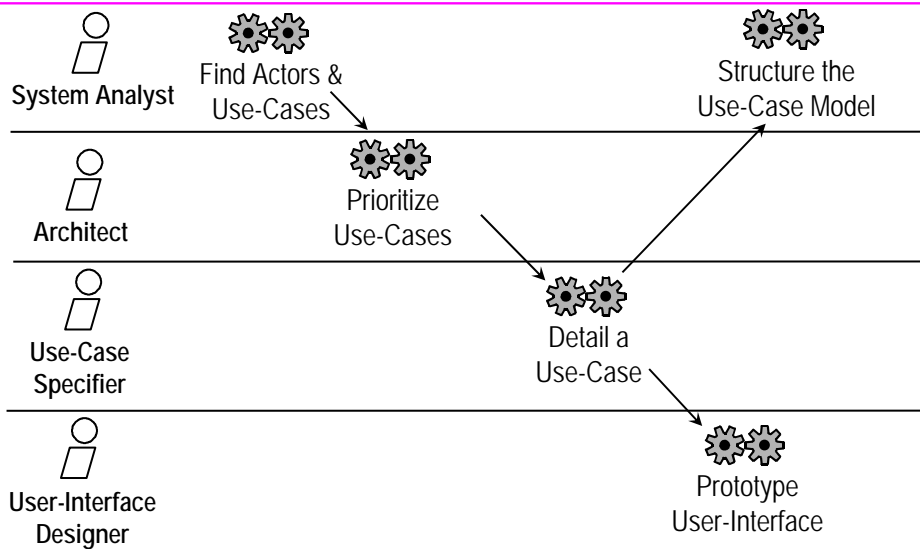 System Analyst
Find Actors &
Use-Cases
Structure the
Use-Case Model
Architect
Prioritize
Use-Cases
Use-Case
Specifier
Detail a
Use-Case
User-Interface
Designer
Prototype
User-Interface